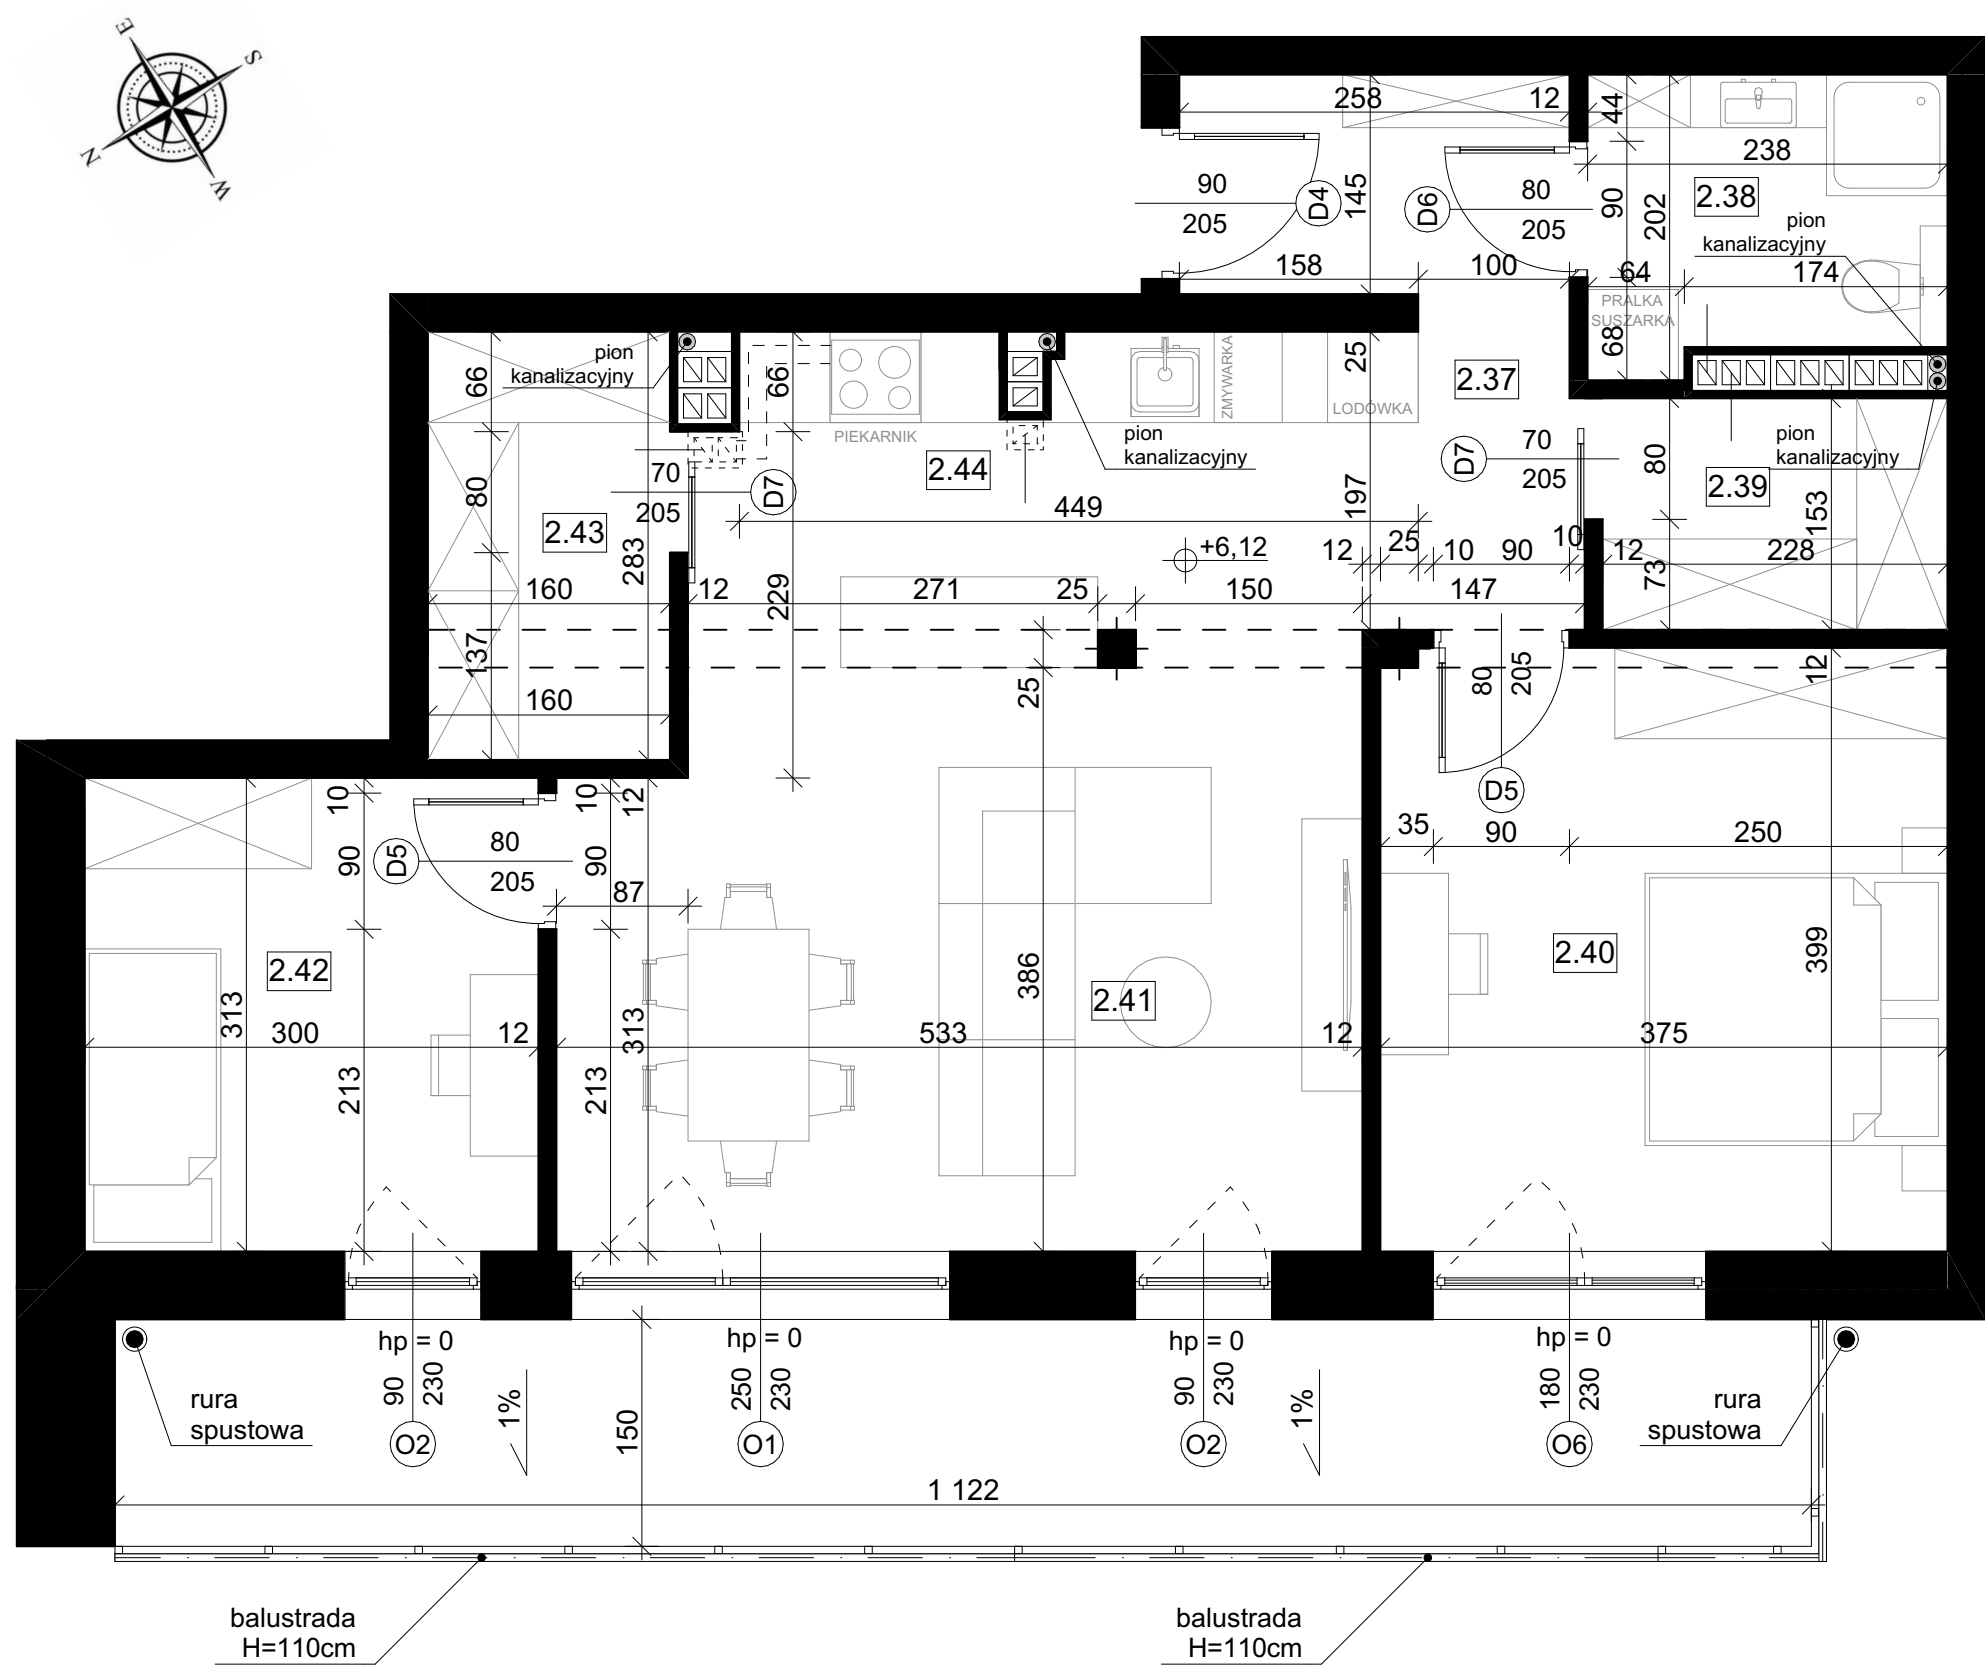 E
S
N
W
258
12
44
238
90
205
D4
145
D6
80
205
90
202
2.38
pion
kanalizacyjny
158
100
64
174
PRALKA
SUSZARKA
68
66
pion
kanalizacyjny
66
ZMYWARKA
25
LODÓWKA
2.37
PIEKARNIK
pion
kanalizacyjny
pion
kanalizacyjny
70
205
D7
2.44
D7
70
205
80
2.39
153
80
2.43
283
449
197
+6,12
12
25
10
90
10
12
228
73
160
12
229
271
25
150
147
137
160
25
80
205
12
10
10
12
D5
80
205
90
90
87
D5
35
90
250
2.42
313
386
2.41
2.40
399
300
12
313
533
12
375
213
213
hp = 0
hp = 0
hp = 0
hp = 0
90
230
250
230
90
230
180
230
rura
spustowa
O2
1%
150
O1
O2
1%
O6
rura
spustowa
1 122
balustrada
H=110cm
balustrada
H=110cm